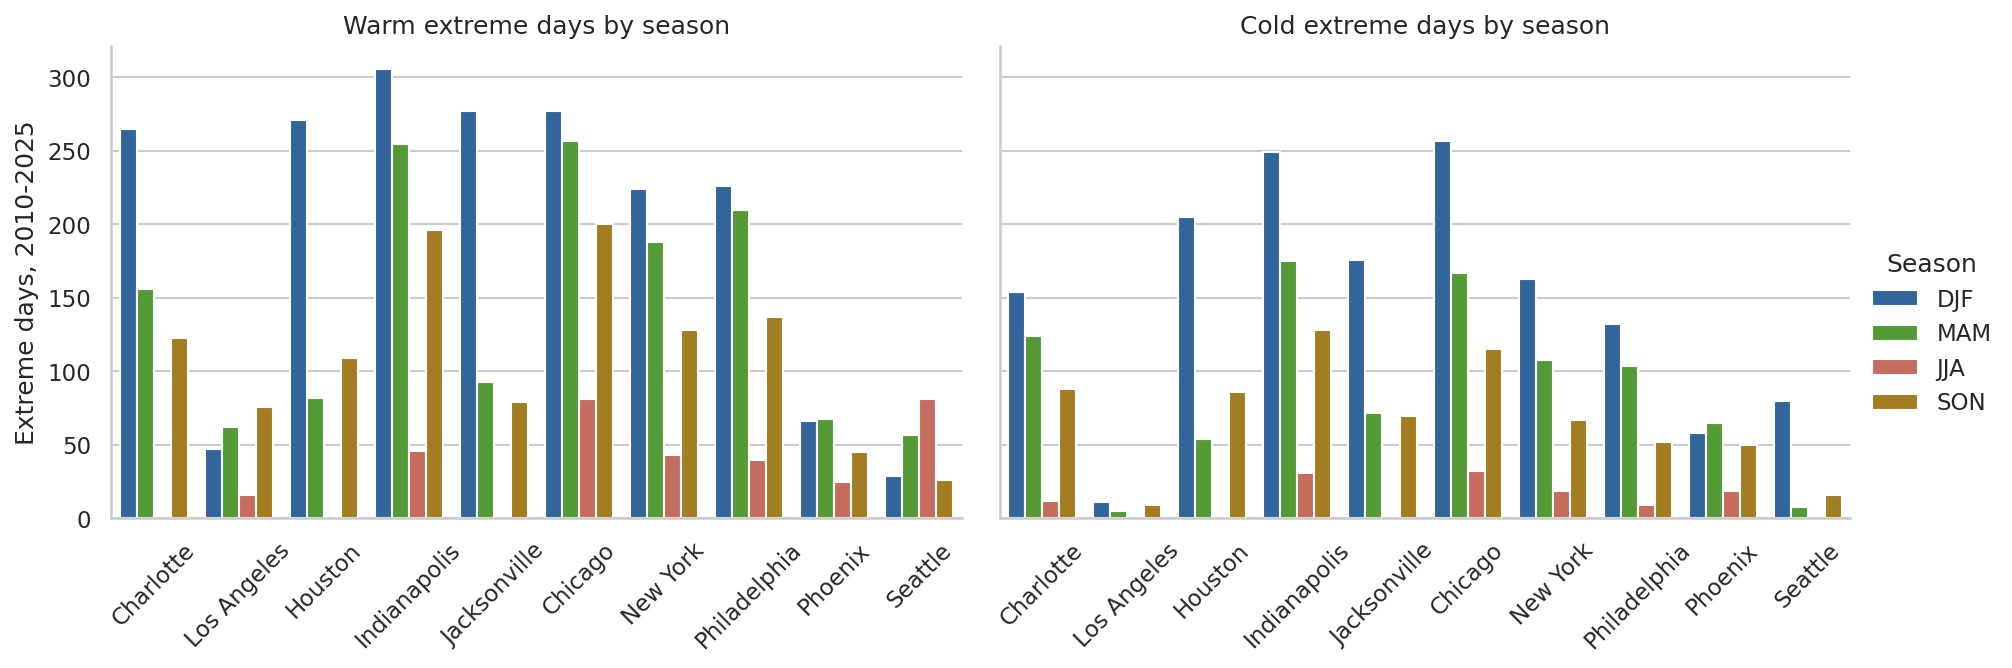 Warm extreme days by season
Cold extreme days by season
Extreme days, 2010-2025
300
250
200
150
100
50
0
Charlotte
Los Angeles
Houston
Indianapolis
Jacksonville
Chicago
New York
Philadelphia
Phoenix
Seattle
Charlotte
Los Angeles
Houston
Indianapolis
Jacksonville
Chicago
New York
Philadelphia
Phoenix
Seattle
Season
DJF
MAM
JJA
SON